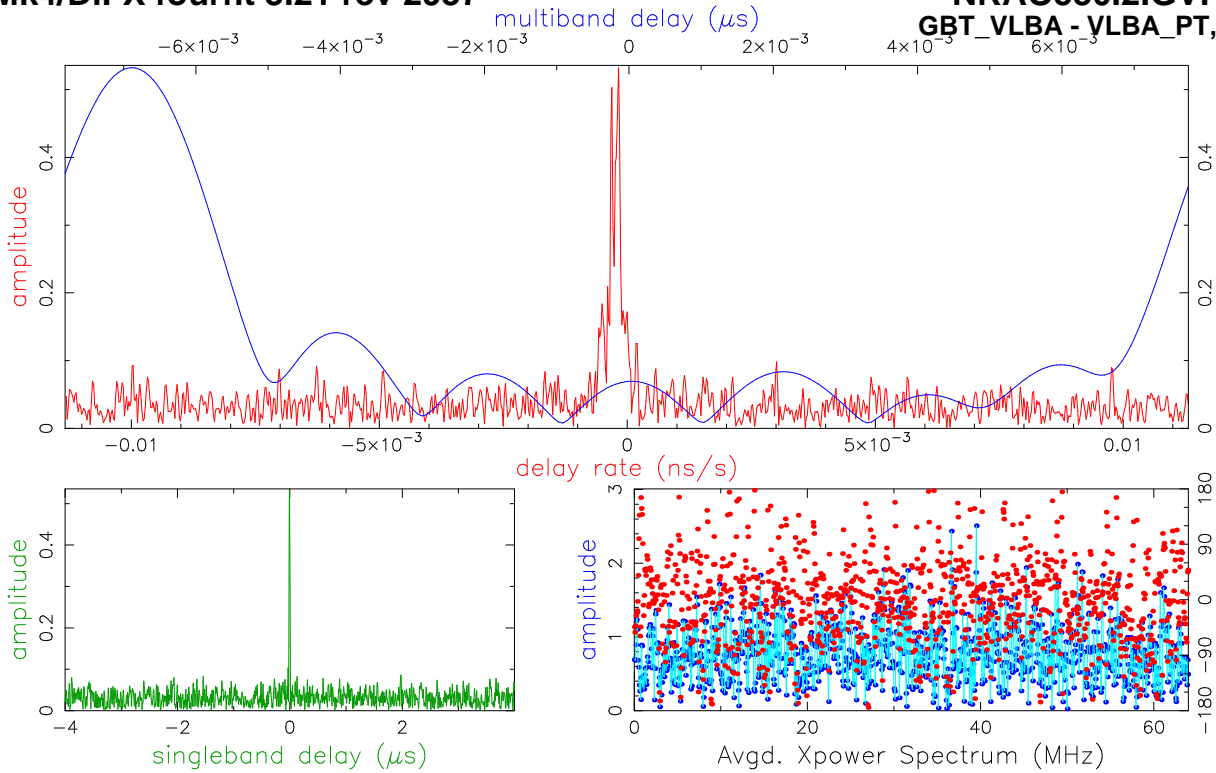 multiband delay (μs)
GBT_VLBA - VLBA_PT,
−6×10⁻³ −4×10⁻³ −2×10⁻³ 0 2×10⁻³ 4×10⁻³ 6×10⁻³
amplitude
0 0.2 0.4
0 0.2 0.4
−0.01 −5×10⁻³ 0 5×10⁻³ 0.01
delay rate (ns/s)
amplitude
0 0.2 0.4
−4 −2 0 2
singleband delay (μs)
amplitude
0 1 2 3
−180 −90 0 90 180
0 20 40 60
Avgd. Xpower Spectrum (MHz)